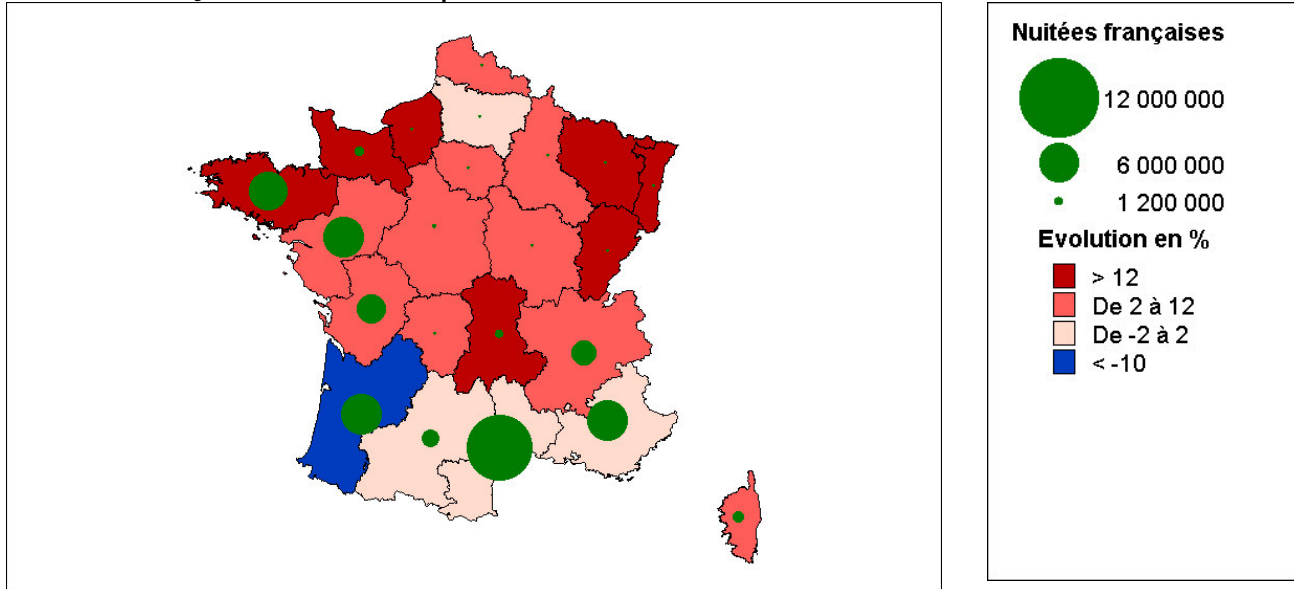 Nuitées françaises
12 000 000
6 000 000
1 200 000
Evolution en %
> 12
De 2 à 12
De -2 à 2
< -10